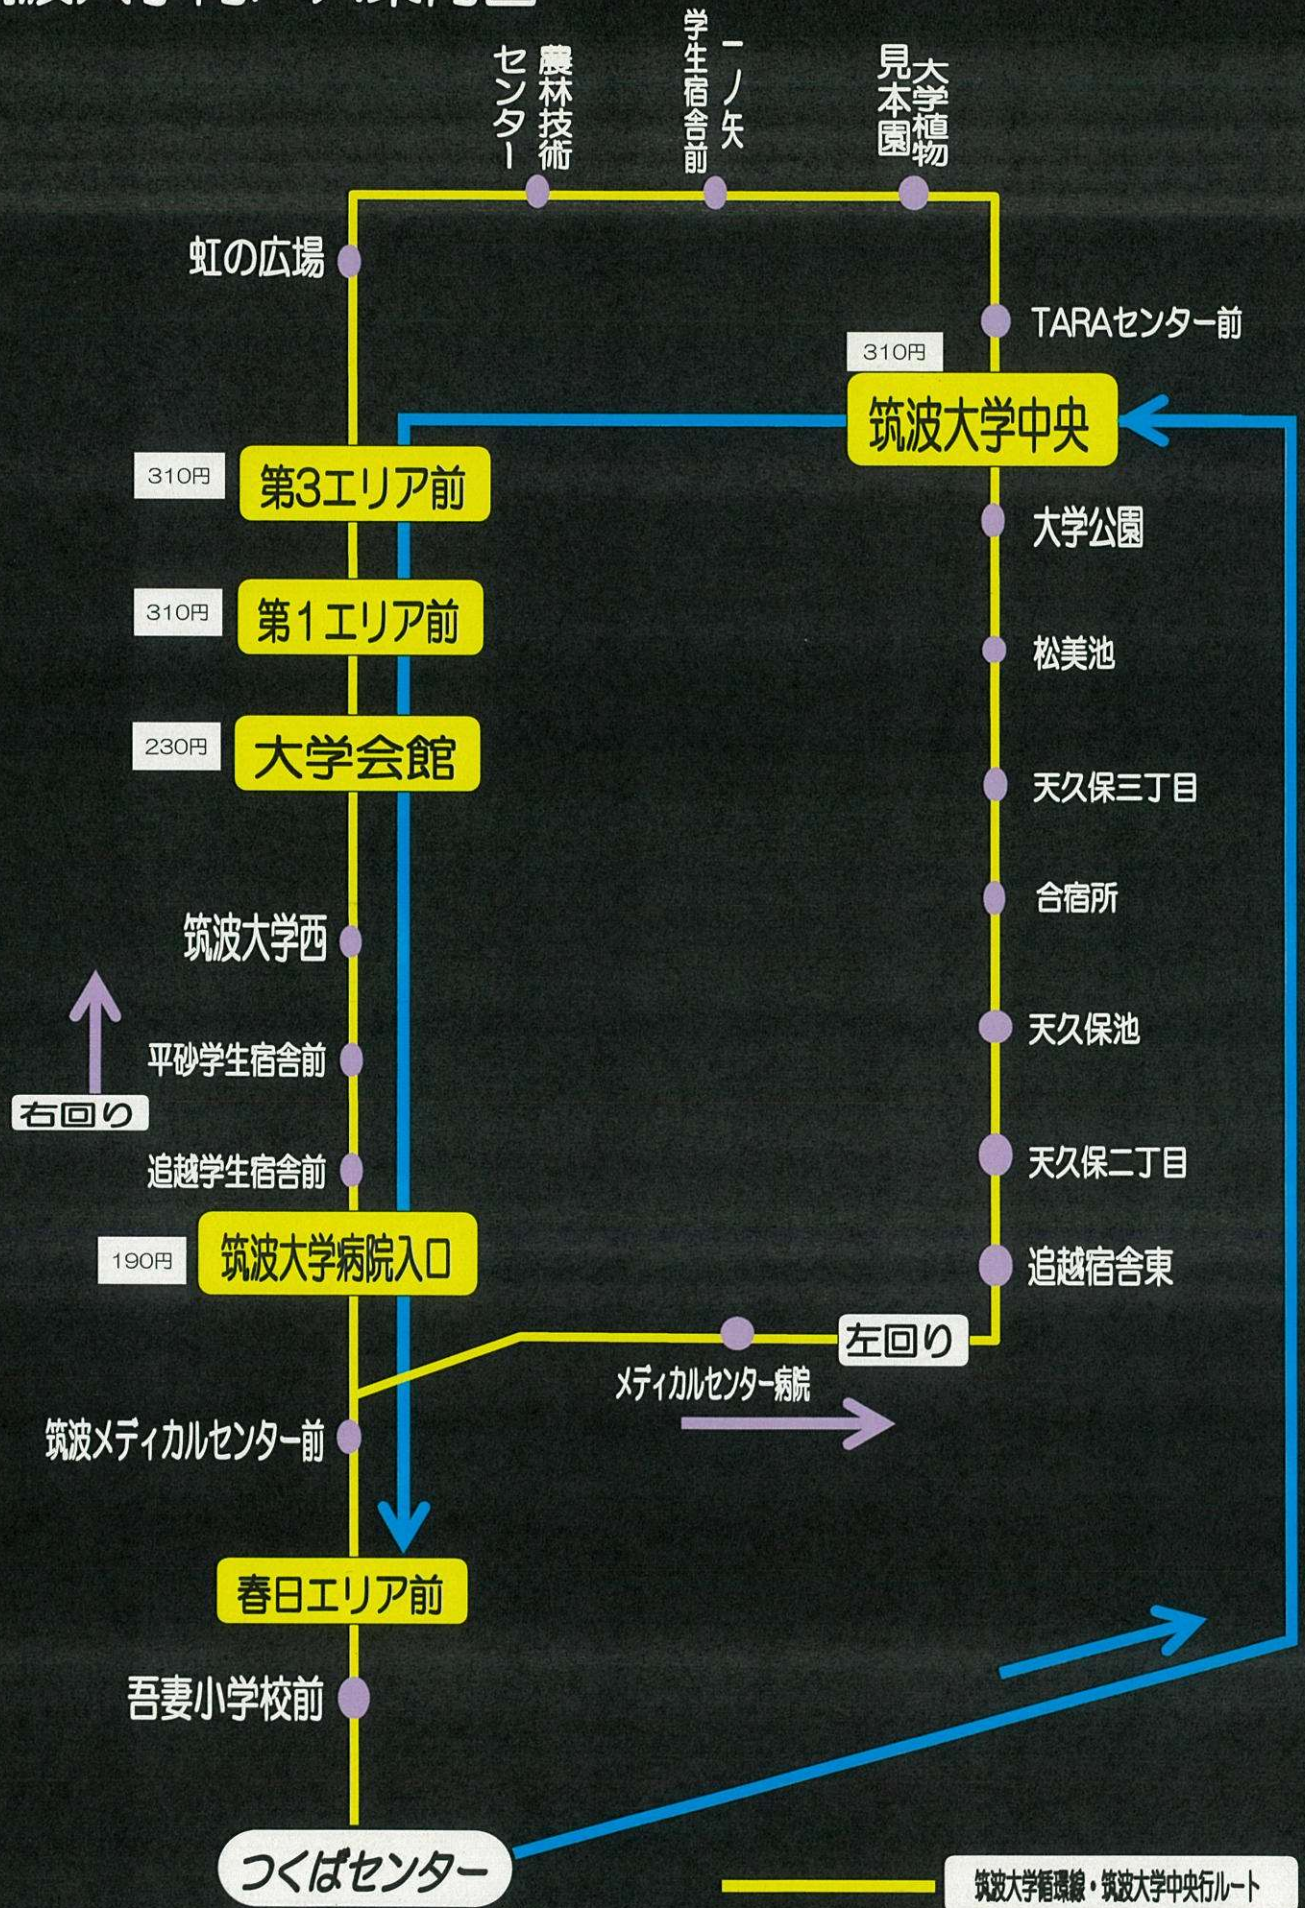 農林技術
センター
一ノ矢
学生宿舎前
大学植物
見本園
虹の広場
TARAセンター前
310円
筑波大学中央
310円
第3エリア前
大学公園
310円
第1エリア前
松美池
230円
大学会館
天久保三丁目
合宿所
筑波大学西
天久保池
平砂学生宿舎前
右回り
追越学生宿舎前
天久保二丁目
190円
筑波大学病院入口
追越宿舎東
左回り
メディカルセンター病院
筑波メディカルセンター前
春日エリア前
吾妻小学校前
つくばセンター
筑波大学循環線・筑波大学中央行ルート